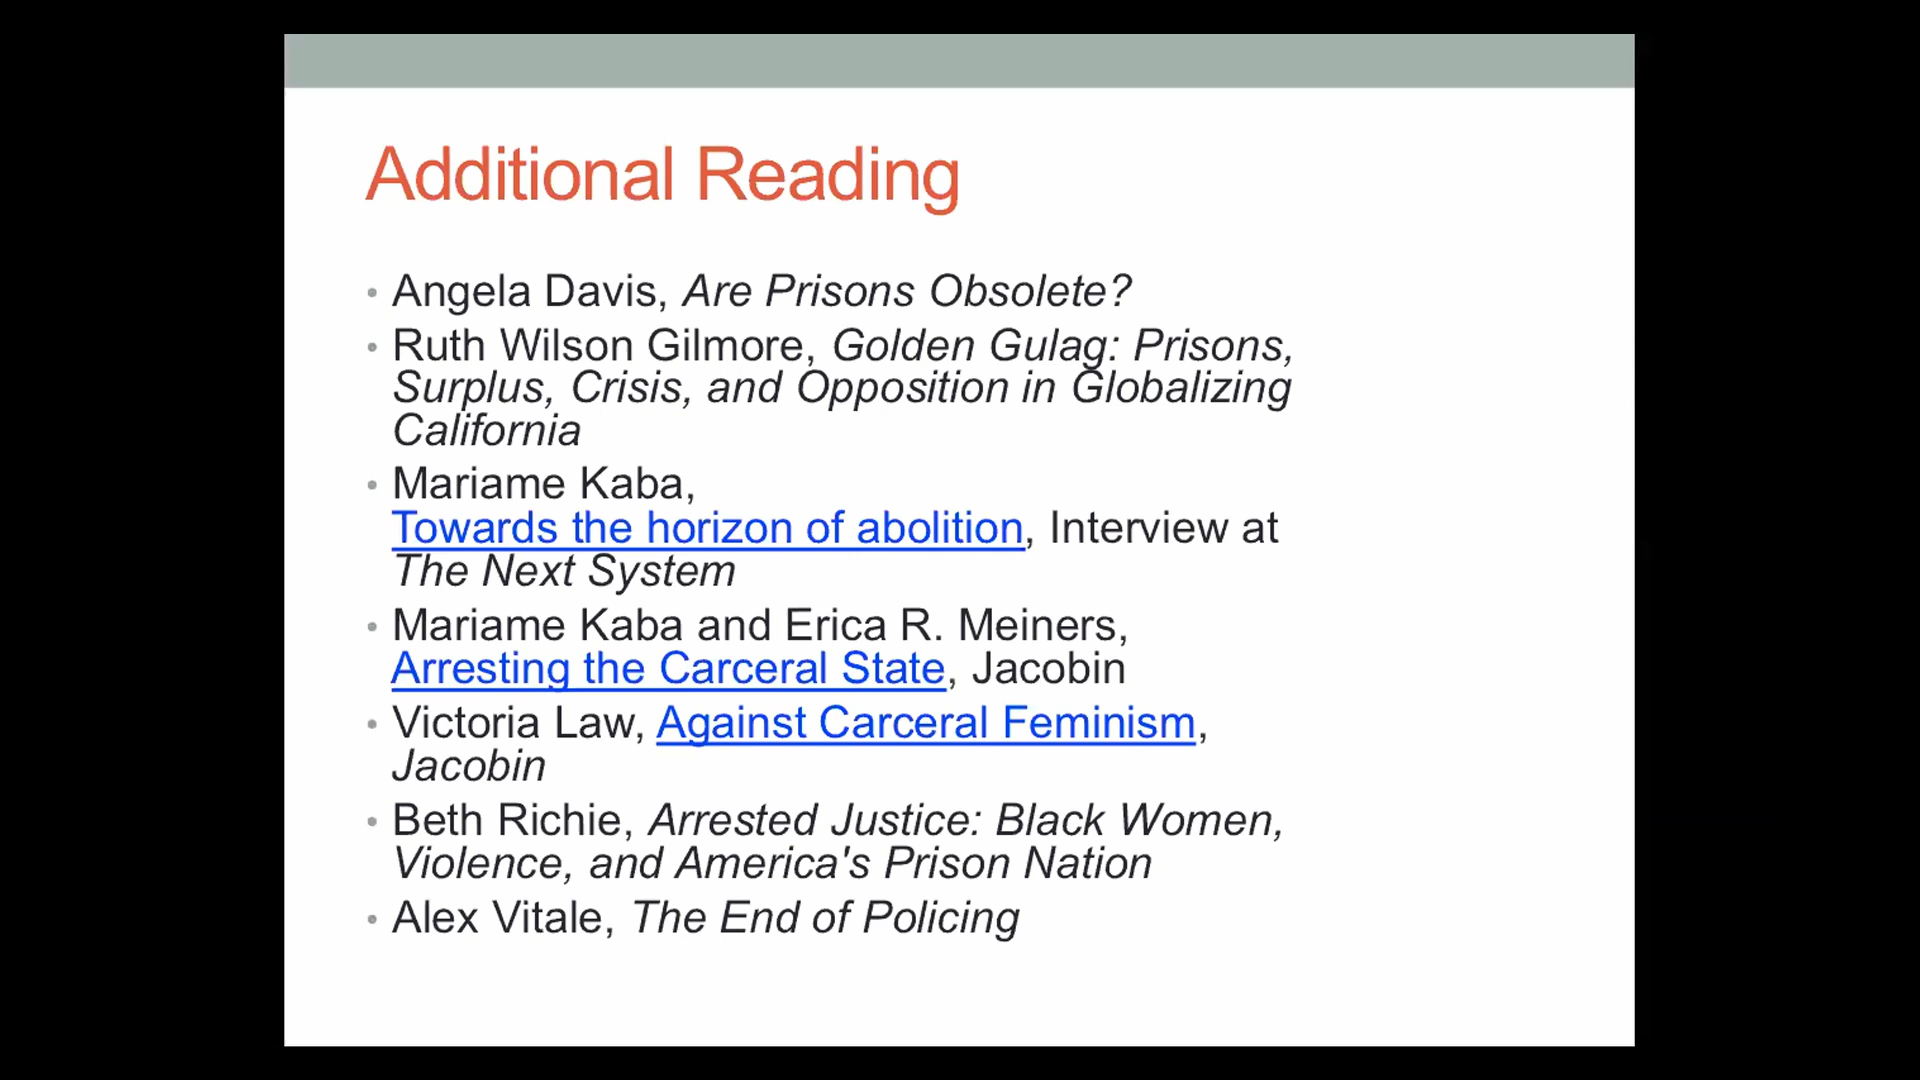 Additional Reading
• Angela Davis, Are Prisons Obsolete?
• Ruth Wilson Gilmore, Golden Gulag: Prisons,
Surplus, Crisis, and Opposition in Globalizing
California
• Mariame Kaba,
Towards the horizon of abolition, Interview at
The Next System
• Mariame Kaba and Erica R. Meiners,
Arresting the Carceral State, Jacobin
• Victoria Law, Against Carceral Feminism,
Jacobin
• Beth Richie, Arrested Justice: Black Women,
Violence, and America's Prison Nation
• Alex Vitale, The End of Policing